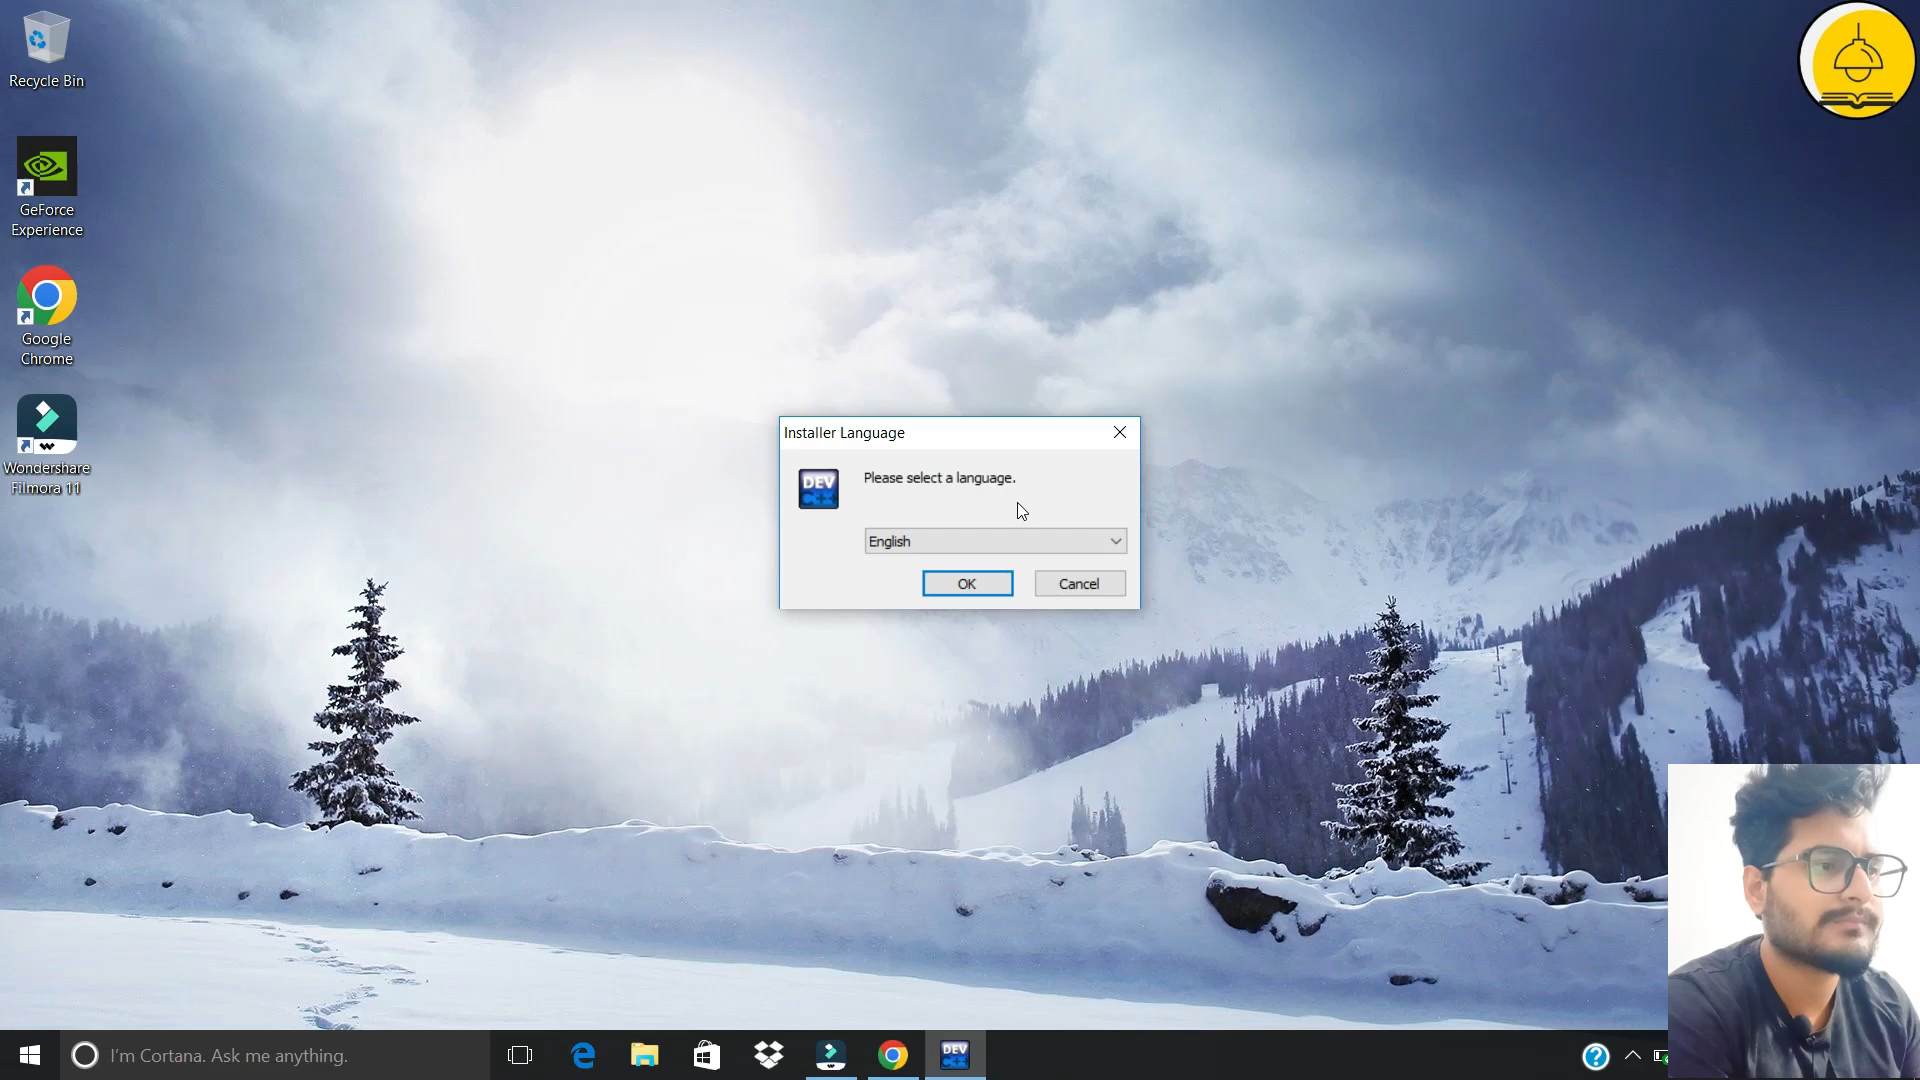 Recycle Bin
GeForce
Experience
Google
Chrome
Wondershare
Filmora 11
Installer Language
DEV
C++
Please select a language.
English
OK
Cancel
I'm Cortana. Ask me anything.
DEV
C++